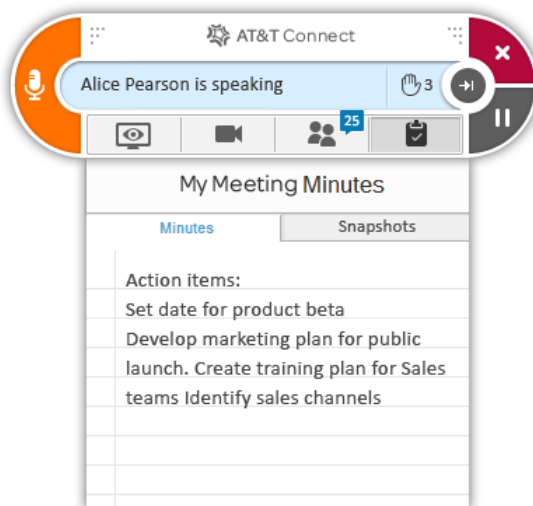 AT&T Connect
Alice Pearson is speaking
3
25
My Meeting Minutes
Minutes
Snapshots
Action items:
Set date for product beta
Develop marketing plan for public
launch. Create training plan for Sales
teams Identify sales channels